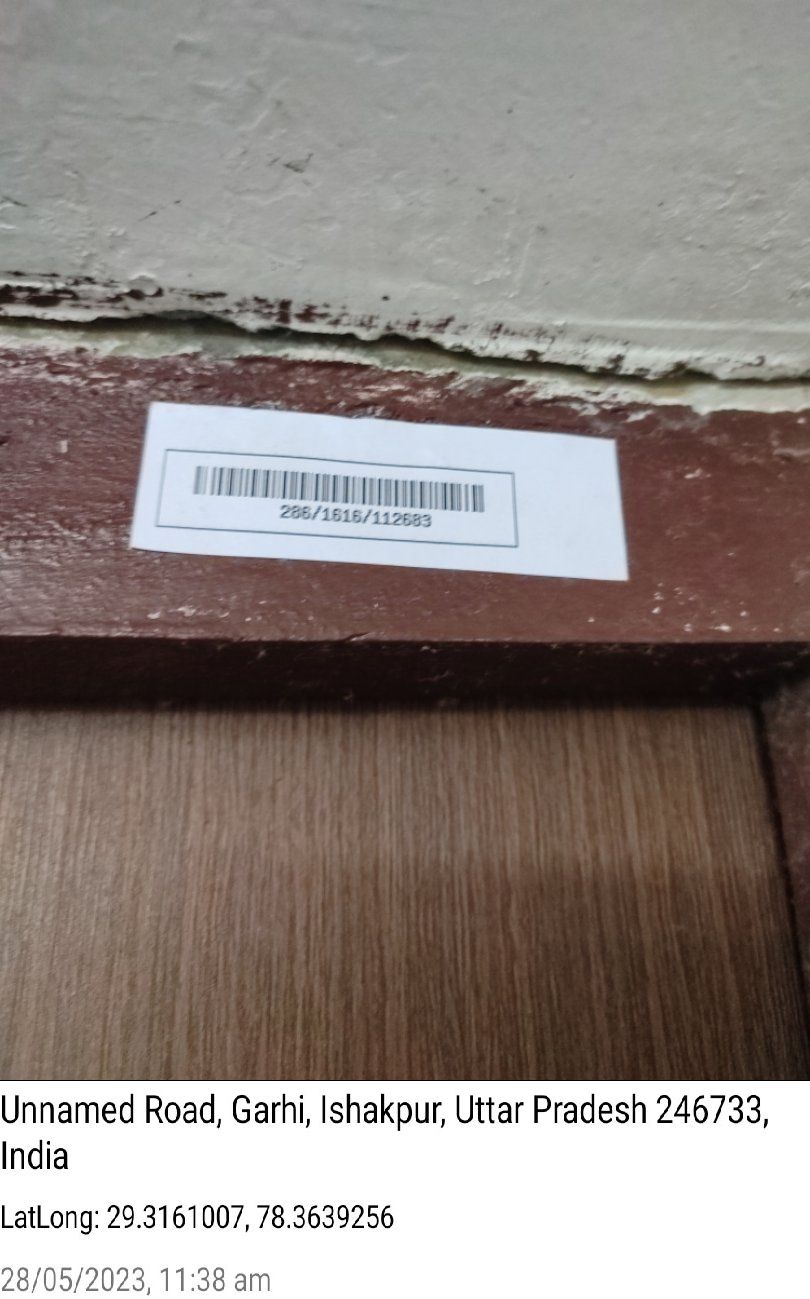 286/1616/112683
Unnamed Road, Garhi, Ishakpur, Uttar Pradesh 246733,
India
LatLong: 29.3161007, 78.3639256
28/05/2023, 11:38 am